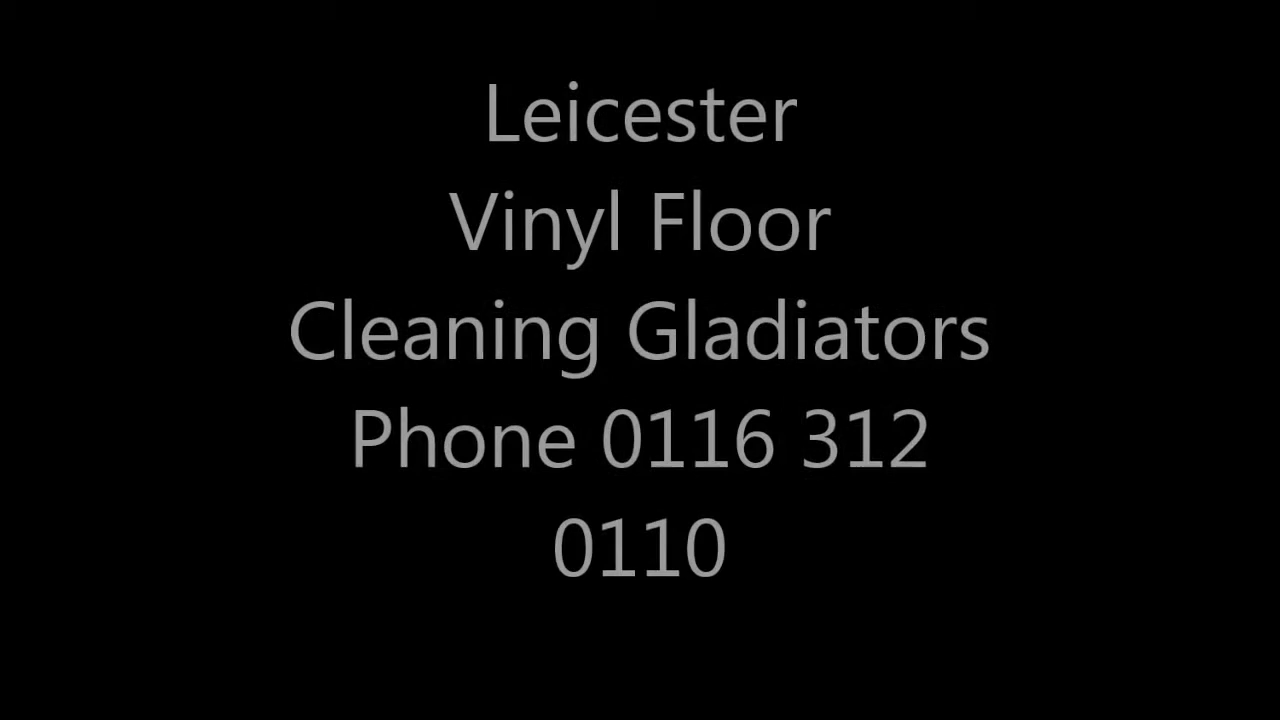 Leicester
Vinyl Floor
Cleaning Gladiators
Phone 0116 312
0110